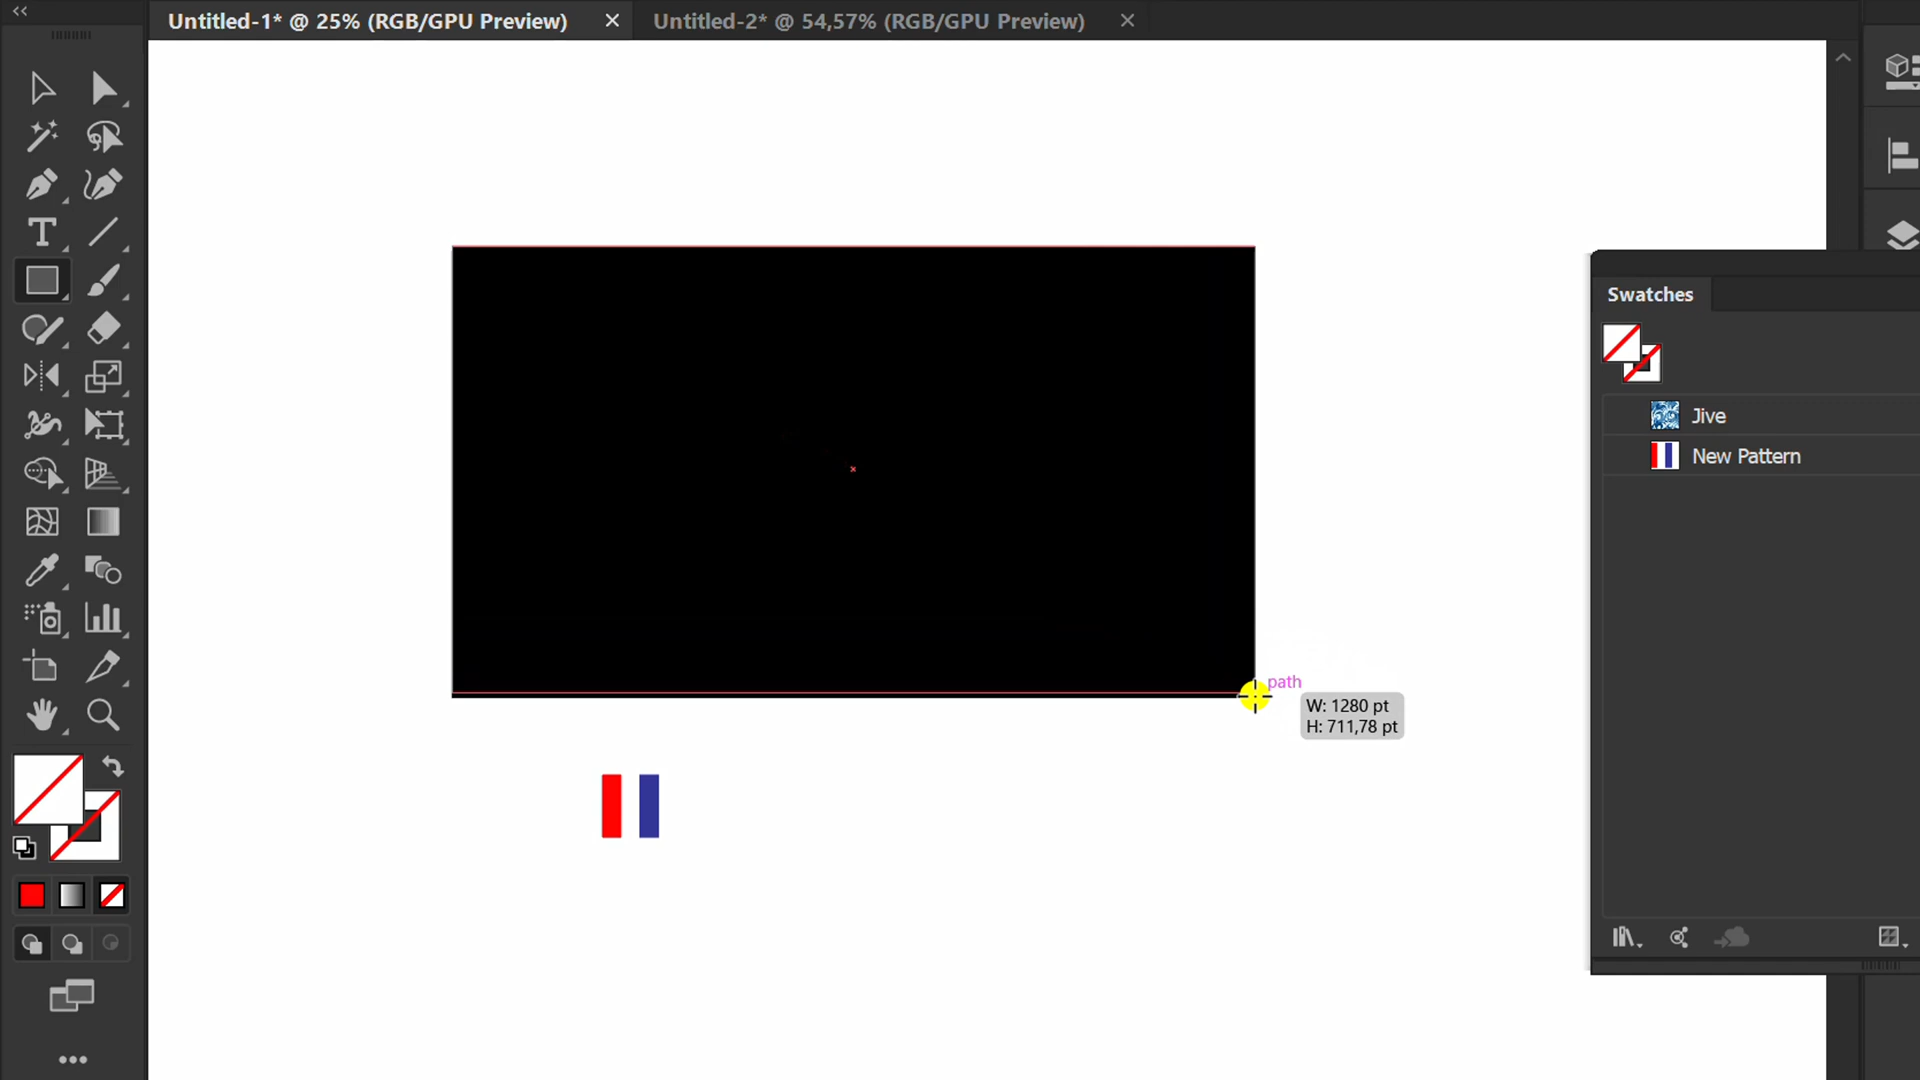 Untitled-1* @ 25% (RGB/GPU Preview)
Untitled-2* @ 54,57% (RGB/GPU Preview)
Swatches
Jive
New Pattern
path
W: 1280 pt
H: 711,78 pt